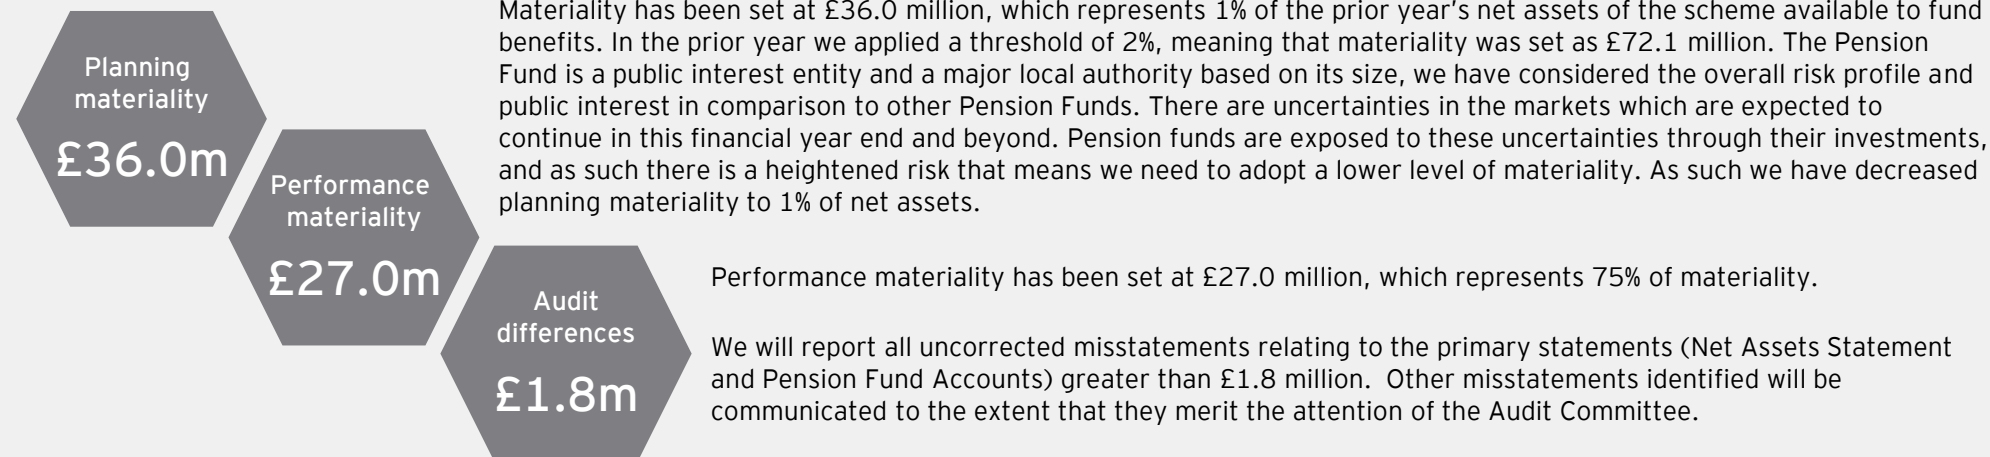 Planning
materiality
£36.0m
Materiality has been set at £36.0 million, which represents 1% of the prior year's net assets of the scheme available to fund
benefits. In the prior year we applied a threshold of 2%, meaning that materiality was set as £72.1 million. The Pension
Fund is a public interest entity and a major local authority based on its size, we have considered the overall risk profile and
public interest in comparison to other Pension Funds. There are uncertainties in the markets which are expected to
continue in this financial year end and beyond. Pension funds are exposed to these uncertainties through their investments,
and as such there is a heightened risk that means we need to adopt a lower level of materiality. As such we have decreased
planning materiality to 1% of net assets.
Performance
materiality
£27.0m
Performance materiality has been set at £27.0 million, which represents 75% of materiality.
Audit
differences
£1.8m
We will report all uncorrected misstatements relating to the primary statements (Net Assets Statement
and Pension Fund Accounts) greater than £1.8 million.  Other misstatements identified will be
communicated to the extent that they merit the attention of the Audit Committee.